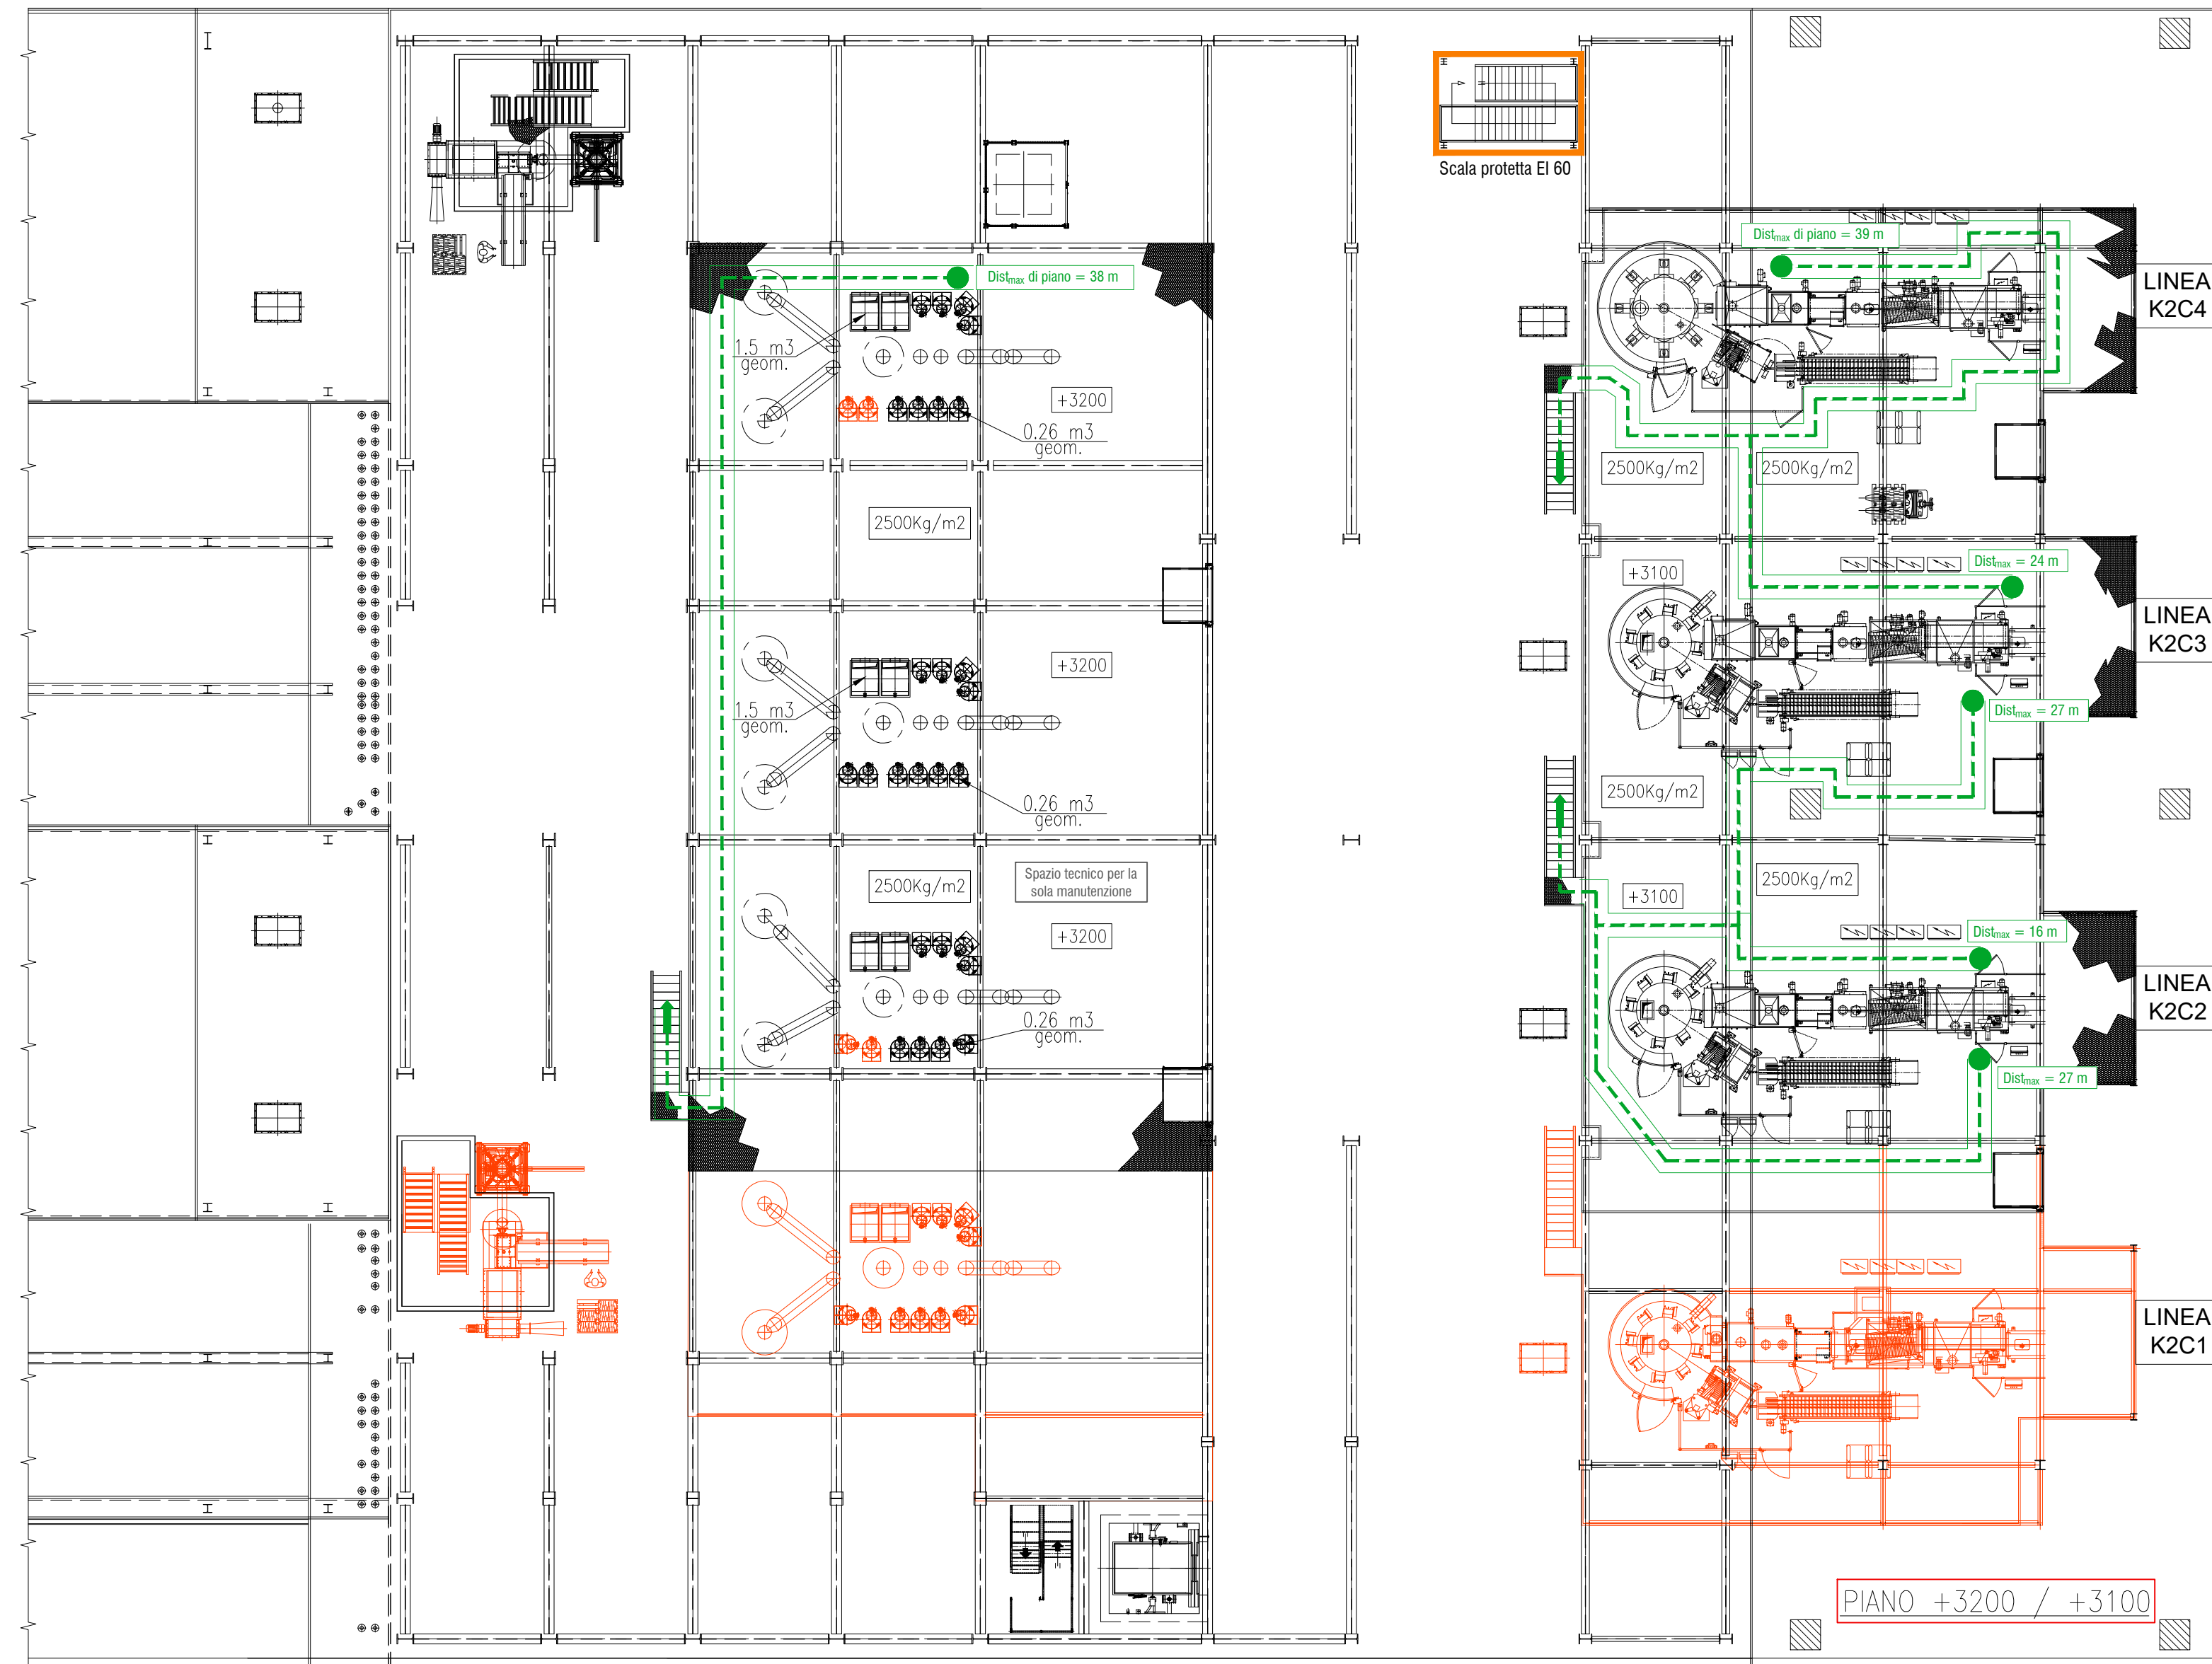 Scala protetta EI 60
Distmax di piano = 39 m
Distmax di piano = 38 m
LINEA
K2C4
1.5 m3
geom.
+3200
0.26 m3
geom.
2500Kg/m2
2500Kg/m2
2500Kg/m2
Distmax = 24 m
+3100
LINEA
K2C3
+3200
1.5 m3
geom.
Distmax = 27 m
2500Kg/m2
0.26 m3
geom.
2500Kg/m2
Spazio tecnico per la
sola manutenzione
2500Kg/m2
+3100
+3200
Distmax = 16 m
LINEA
K2C2
0.26 m3
geom.
Distmax = 27 m
LINEA
K2C1
PIANO +3200 / +3100